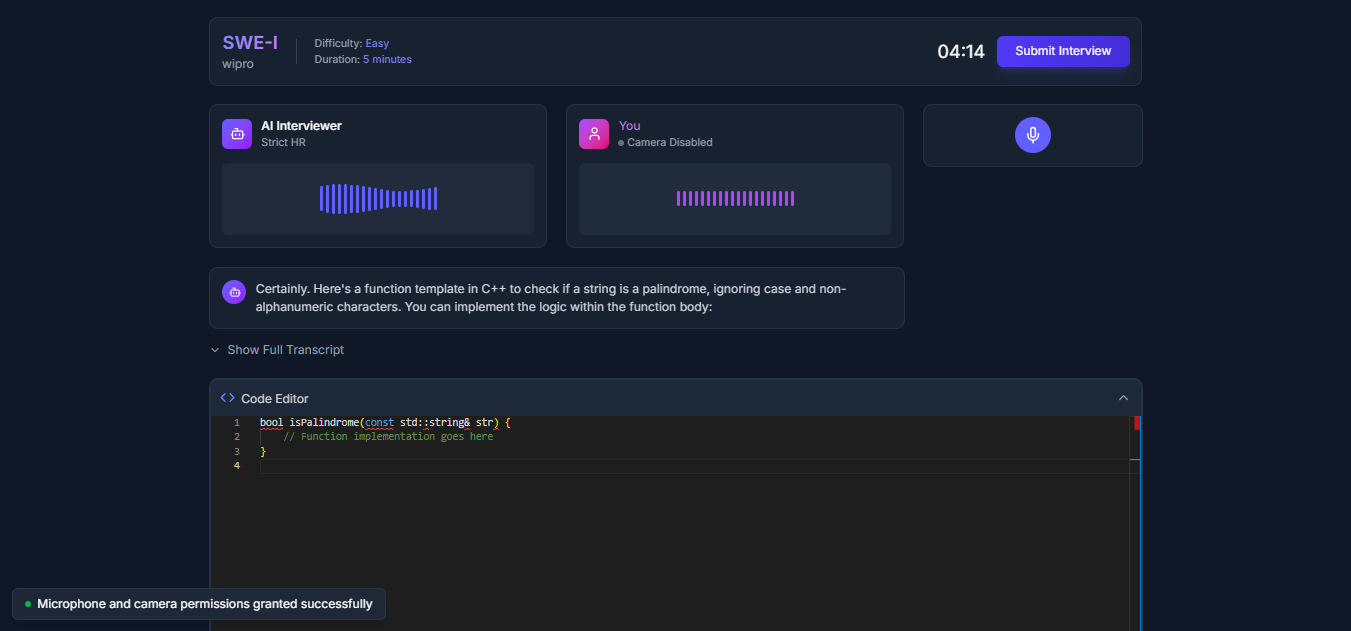 SWE-I
wipro
Difficulty: Easy
Duration: 5 minutes
04:14
Submit Interview
AI Interviewer
Strict HR
You
Camera Disabled
Certainly. Here's a function template in C++ to check if a string is a palindrome, ignoring case and non-
alphanumeric characters. You can implement the logic within the function body:
Show Full Transcript
<> Code Editor
1 bool isPalindrome(const std::string& str) {
2 // Function implementation goes here
3 }
4
Microphone and camera permissions granted successfully